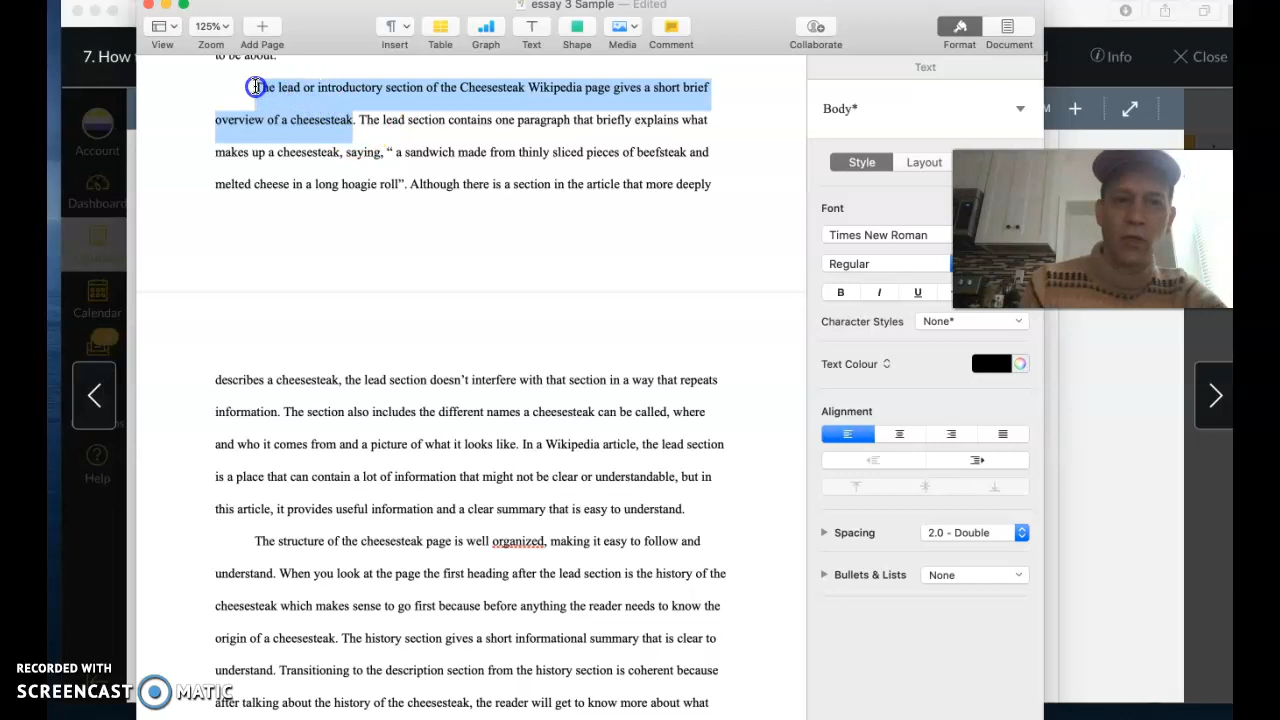 essay 3 Sample — Edited
125%
View
Zoom
Add Page
Insert
Table
Graph
Text
Shape
Media
Comment
Collaborate
Format
Document
7. How
Info
Close
Text
to be about.
The lead or introductory section of the Cheesesteak Wikipedia page gives a short brief
overview of a cheesesteak. The lead section contains one paragraph that briefly explains what
makes up a cheesesteak, saying, “ a sandwich made from thinly sliced pieces of beefsteak and
melted cheese in a long hoagie roll”. Although there is a section in the article that more deeply
describes a cheesesteak, the lead section doesn’t interfere with that section in a way that repeats
information. The section also includes the different names a cheesesteak can be called, where
and who it comes from and a picture of what it looks like. In a Wikipedia article, the lead section
is a place that can contain a lot of information that might not be clear or understandable, but in
this article, it provides useful information and a clear summary that is easy to understand.
The structure of the cheesesteak page is well organized, making it easy to follow and
understand. When you look at the page the first heading after the lead section is the history of the
cheesesteak which makes sense to go first because before anything the reader needs to know the
origin of a cheesesteak. The history section gives a short informational summary that is clear to
understand. Transitioning to the description section from the history section is coherent because
after talking about the history of the cheesesteak, the reader will get to know more about what
Body*
Style
Layout
Font
Times New Roman
Regular
B I U
Character Styles
None*
Text Colour
Alignment
Spacing
2.0 - Double
Bullets & Lists
None
Account
Dashboard
Calendar
Help
RECORDED WITH
SCREENCAST MATIC